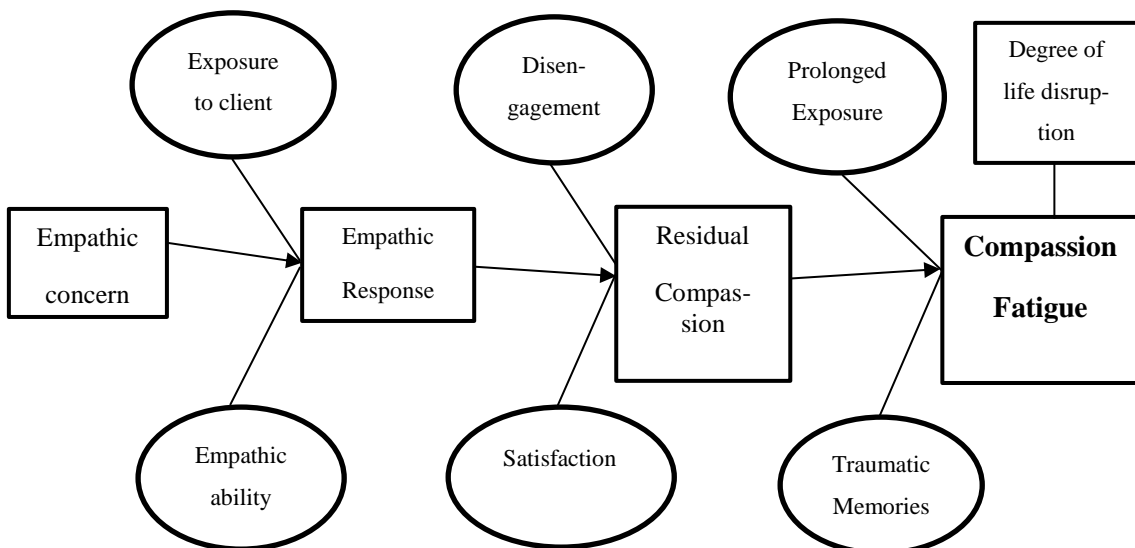 Exposure
to client
Disen-
gagement
Prolonged
Exposure
Degree of
life disrup-
tion
Empathic
concern
Empathic
Response
Residual
Compas-
sion
Compassion
Fatigue
Empathic
ability
Satisfaction
Traumatic
Memories